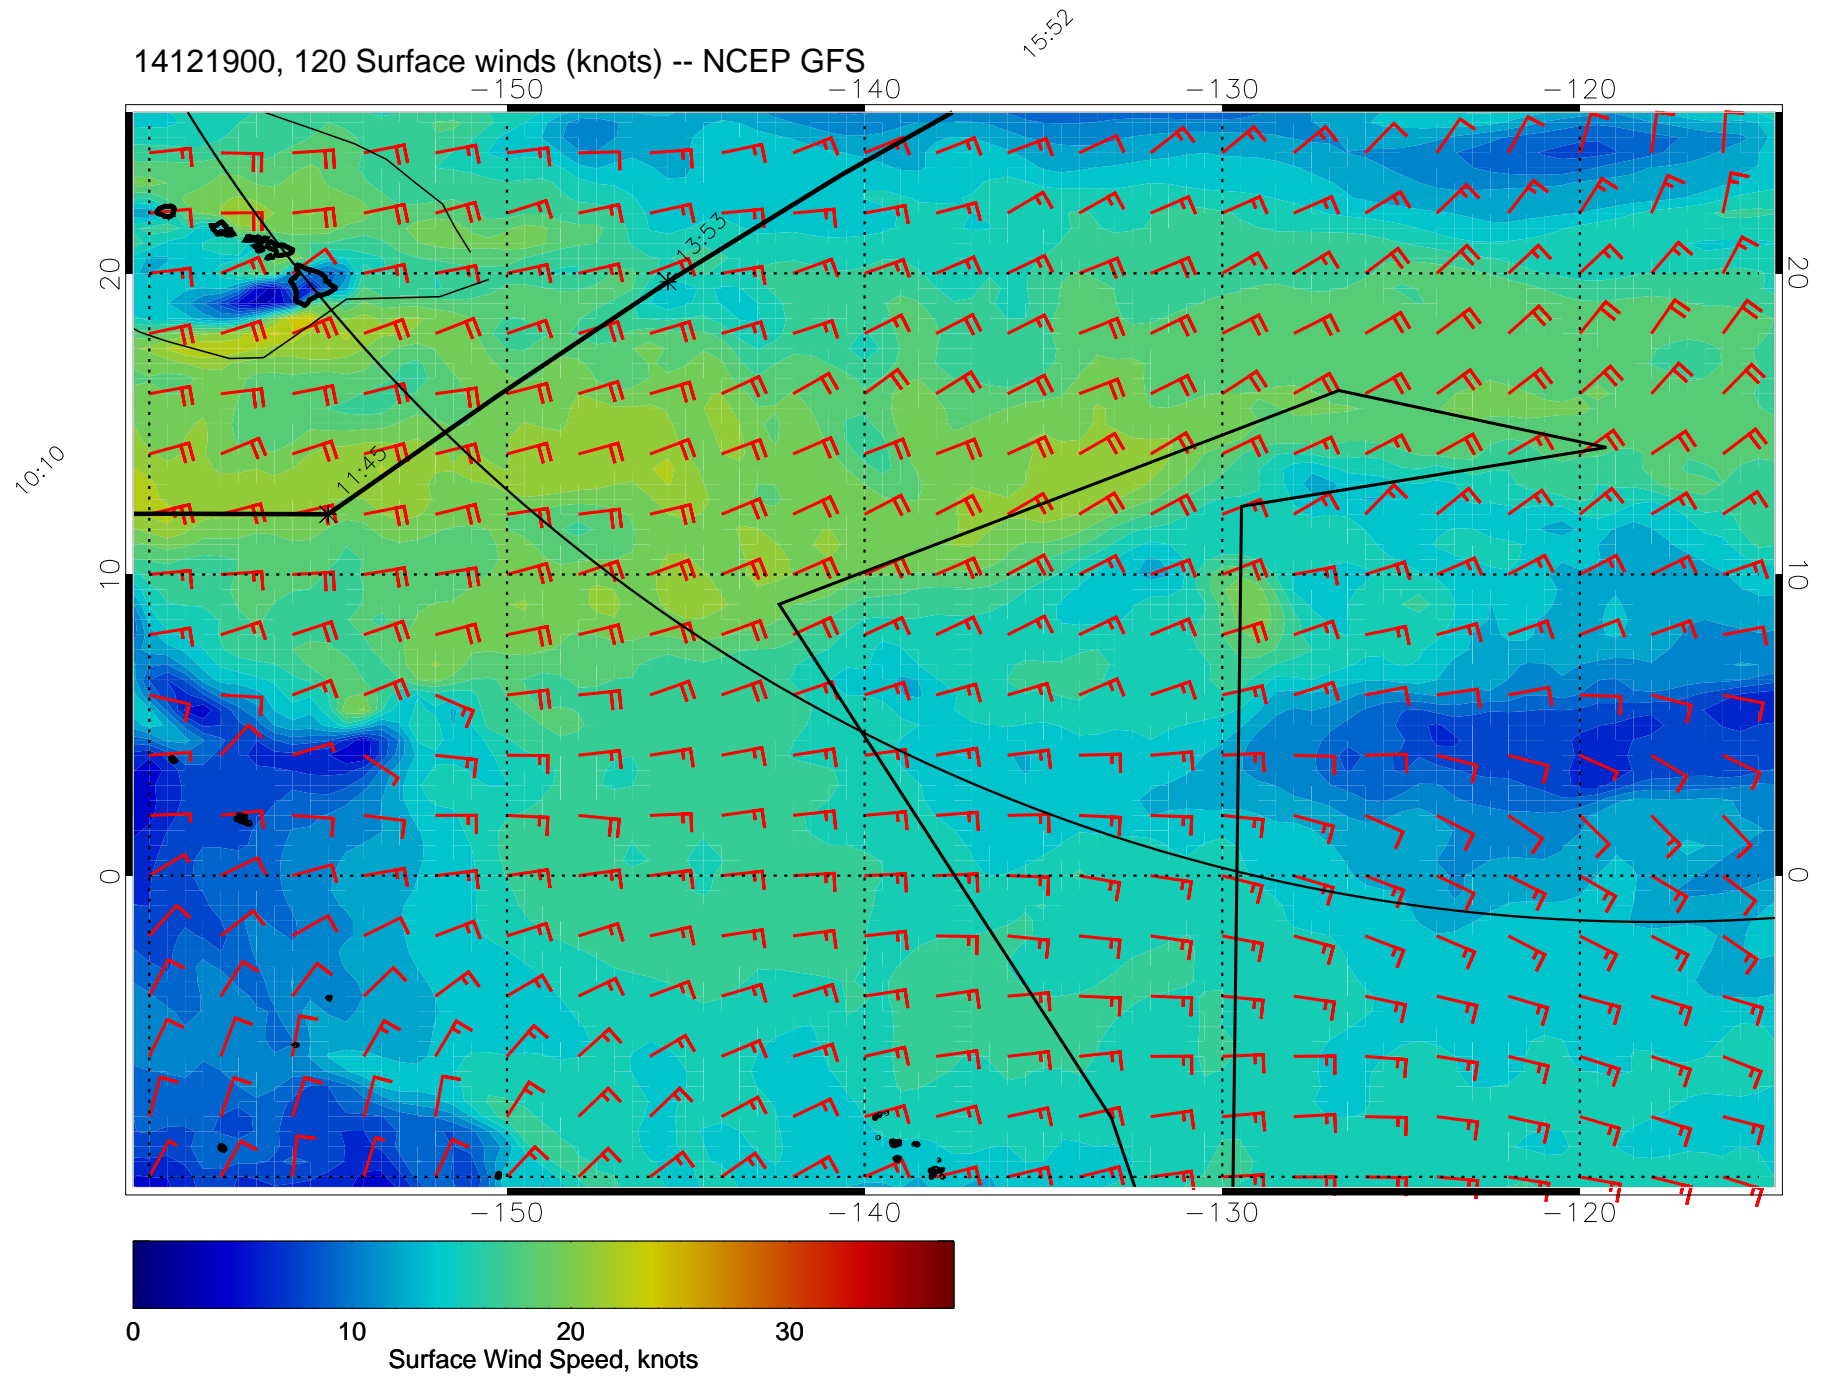 15:52
14121900, 120 Surface winds (knots) -- NCEP GFS
-150 -140 -130 -120
13:53
20 20
11:45
10:10
10 10
0 0
-150 -140 -130 -120
0 10 20 30
Surface Wind Speed, knots